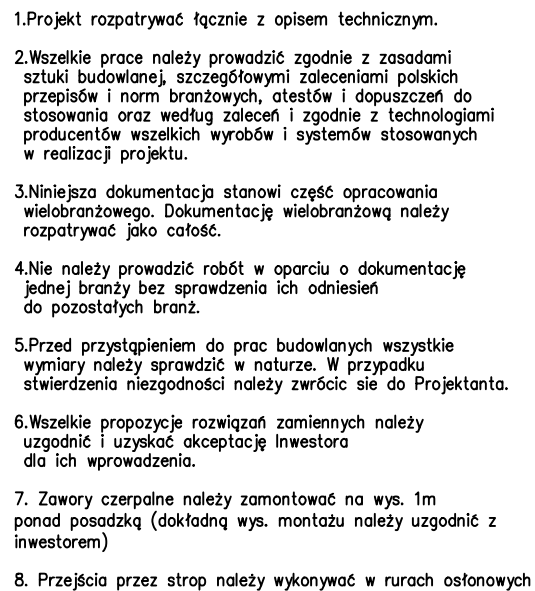 1.Projekt rozpatrywać łącznie z opisem technicznym.
2.Wszelkie prace należy prowadzić zgodnie z zasadami
sztuki budowlanej, szczegółowymi zaleceniami polskich
przepisów i norm branżowych, atestów i dopuszczeń do
stosowania oraz według zaleceń i zgodnie z technologiami
producentów wszelkich wyrobów i systemów stosowanych
w realizacji projektu.
3.Niniejsza dokumentacja stanowi część opracowania
wielobranżowego. Dokumentację wielobranżową należy
rozpatrywać jako całość.
4.Nie należy prowadzić robót w oparciu o dokumentację
jednej branży bez sprawdzenia ich odniesień
do pozostałych branż.
5.Przed przystąpieniem do prac budowlanych wszystkie
wymiary należy sprawdzić w naturze. W przypadku
stwierdzenia niezgodności należy zwrócic sie do Projektanta.
6.Wszelkie propozycje rozwiązań zamiennych należy
uzgodnić i uzyskać akceptację Inwestora
dla ich wprowadzenia.
7. Zawory czerpalne należy zamontować na wys. 1m
ponad posadzką (dokładną wys. montażu należy uzgodnić z
inwestorem)
8. Przejścia przez strop należy wykonywać w rurach osłonowych